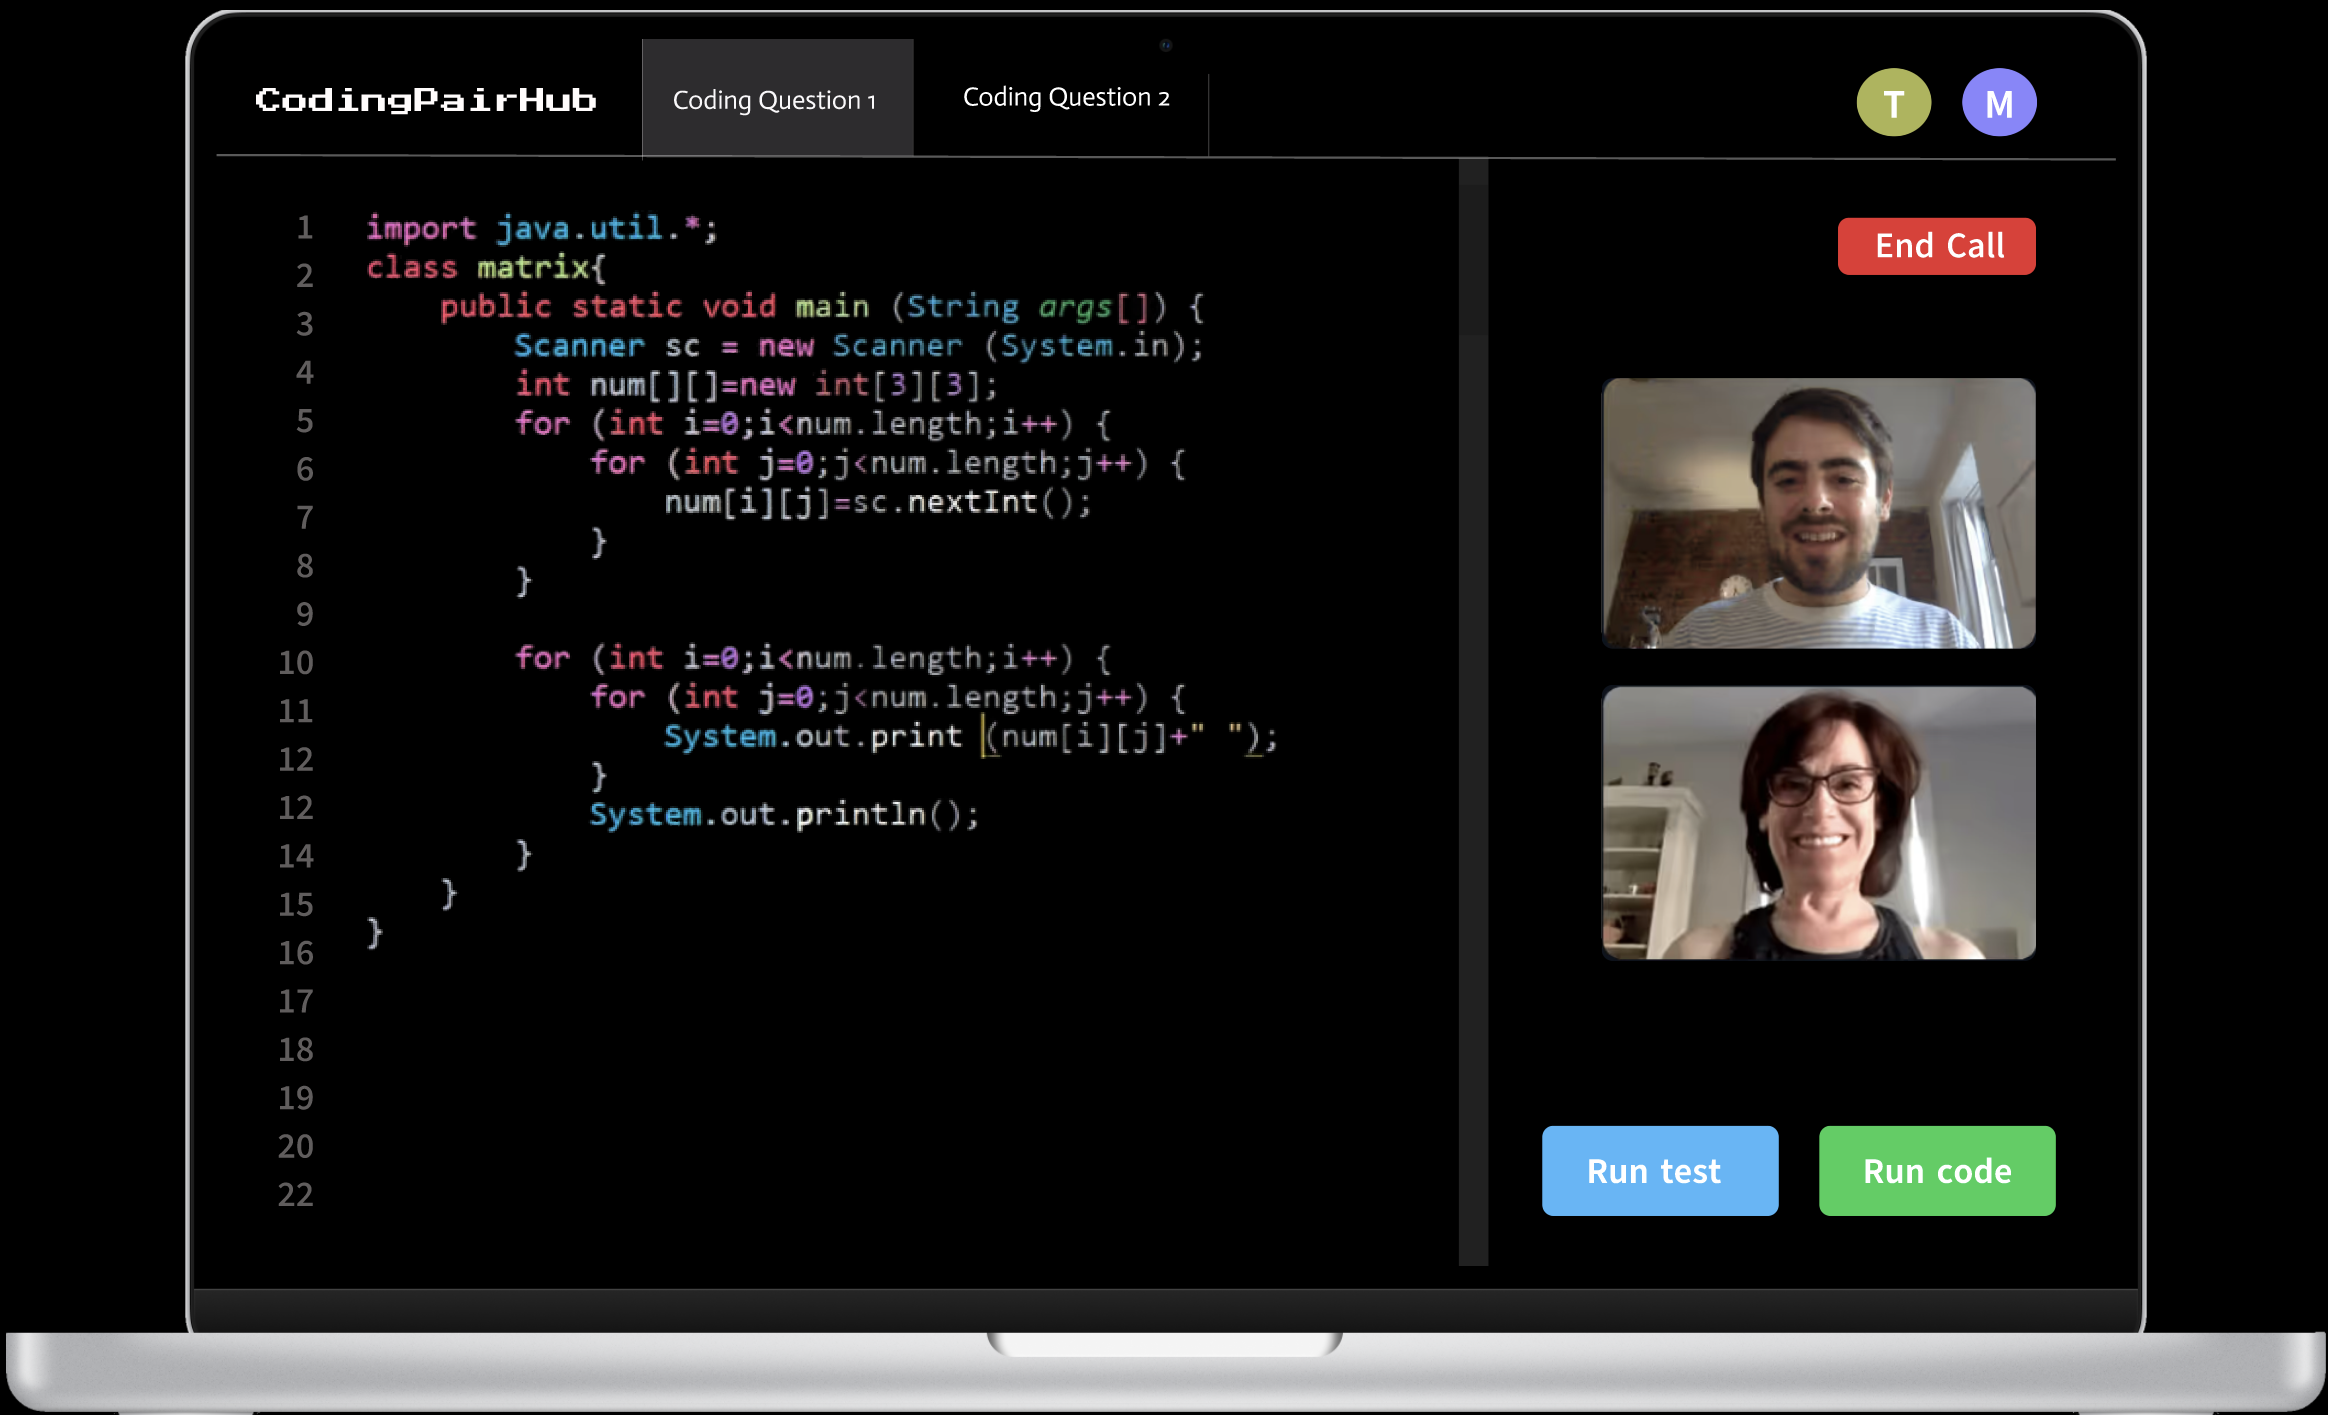 CodingPairHub Coding Question 1 Coding Question 2 T M
1
2
3
4
5
6
7
8
9
10
11
12
12
14
15
16
17
18
19
20
22
import java.util.*;
class matrix{
    public static void main (String args[]) {
        Scanner sc = new Scanner (System.in);
        int num[][]=new int[3][3];
        for (int i=0;i<num.length;i++) {
            for (int j=0;j<num.length;j++) {
                num[i][j]=sc.nextInt();
            }
        }
        for (int i=0;i<num.length;i++) {
            for (int j=0;j<num.length;j++) {
                System.out.print (num[i][j]+" ");
            }
            System.out.println();
        }
    }
}
End Call
Run test
Run code